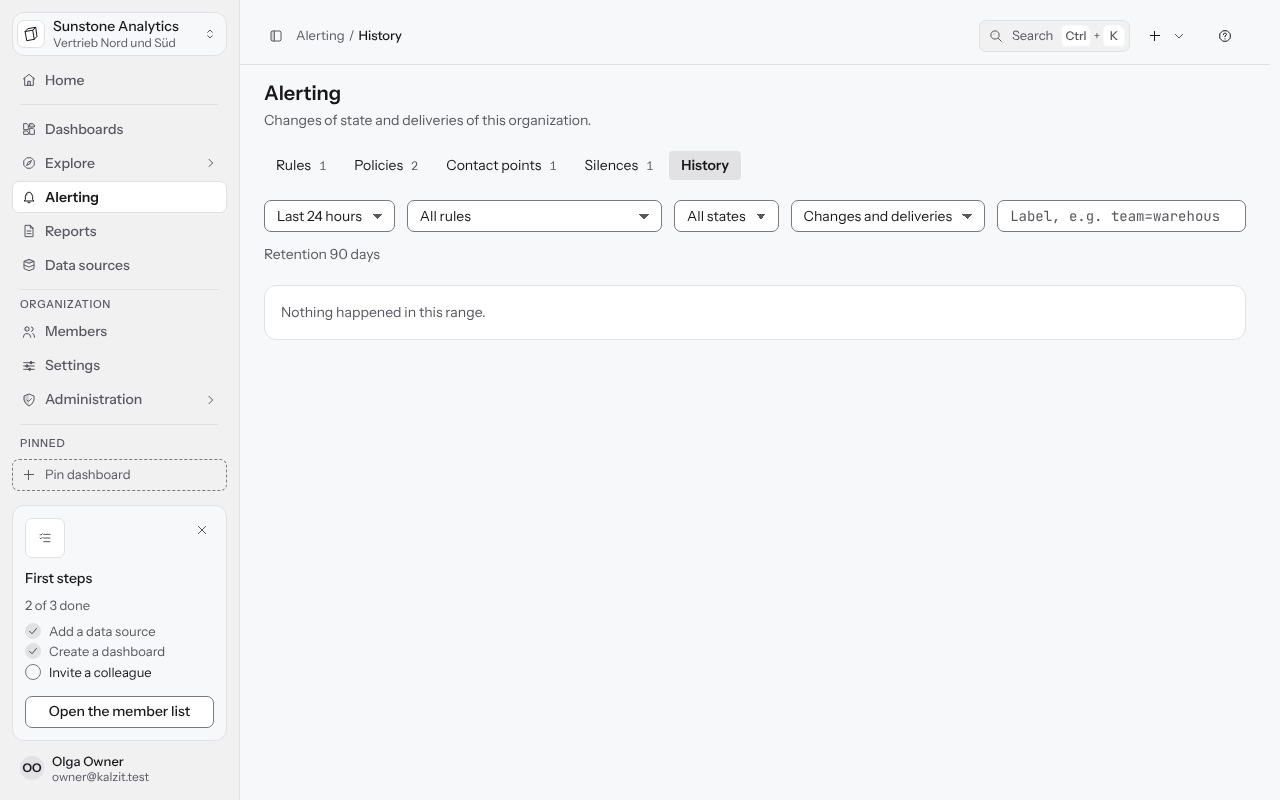 Sunstone Analytics
Vertrieb Nord und Süd
Home
Dashboards
Explore
Alerting
Reports
Data sources
ORGANIZATION
Members
Settings
Administration
PINNED
Pin dashboard
First steps
2 of 3 done
Add a data source
Create a dashboard
Invite a colleague
Open the member list
OO
Olga Owner
owner@kalzit.test
Alerting / History
Search Ctrl + K
Alerting
Changes of state and deliveries of this organization.
Rules 1 Policies 2 Contact points 1 Silences 1 History
Last 24 hours All rules All states Changes and deliveries Label, e.g. team=warehous
Retention 90 days
Nothing happened in this range.